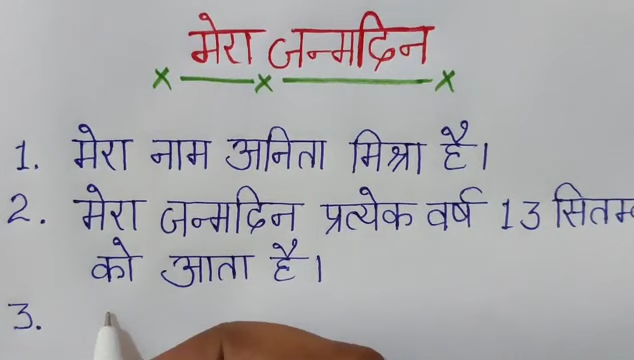 मेरा जन्मदिन
1. मेरा नाम अनिता मिश्रा है।
2. मेरा जन्मदिन प्रत्येक वर्ष 13
को आता है।
3.